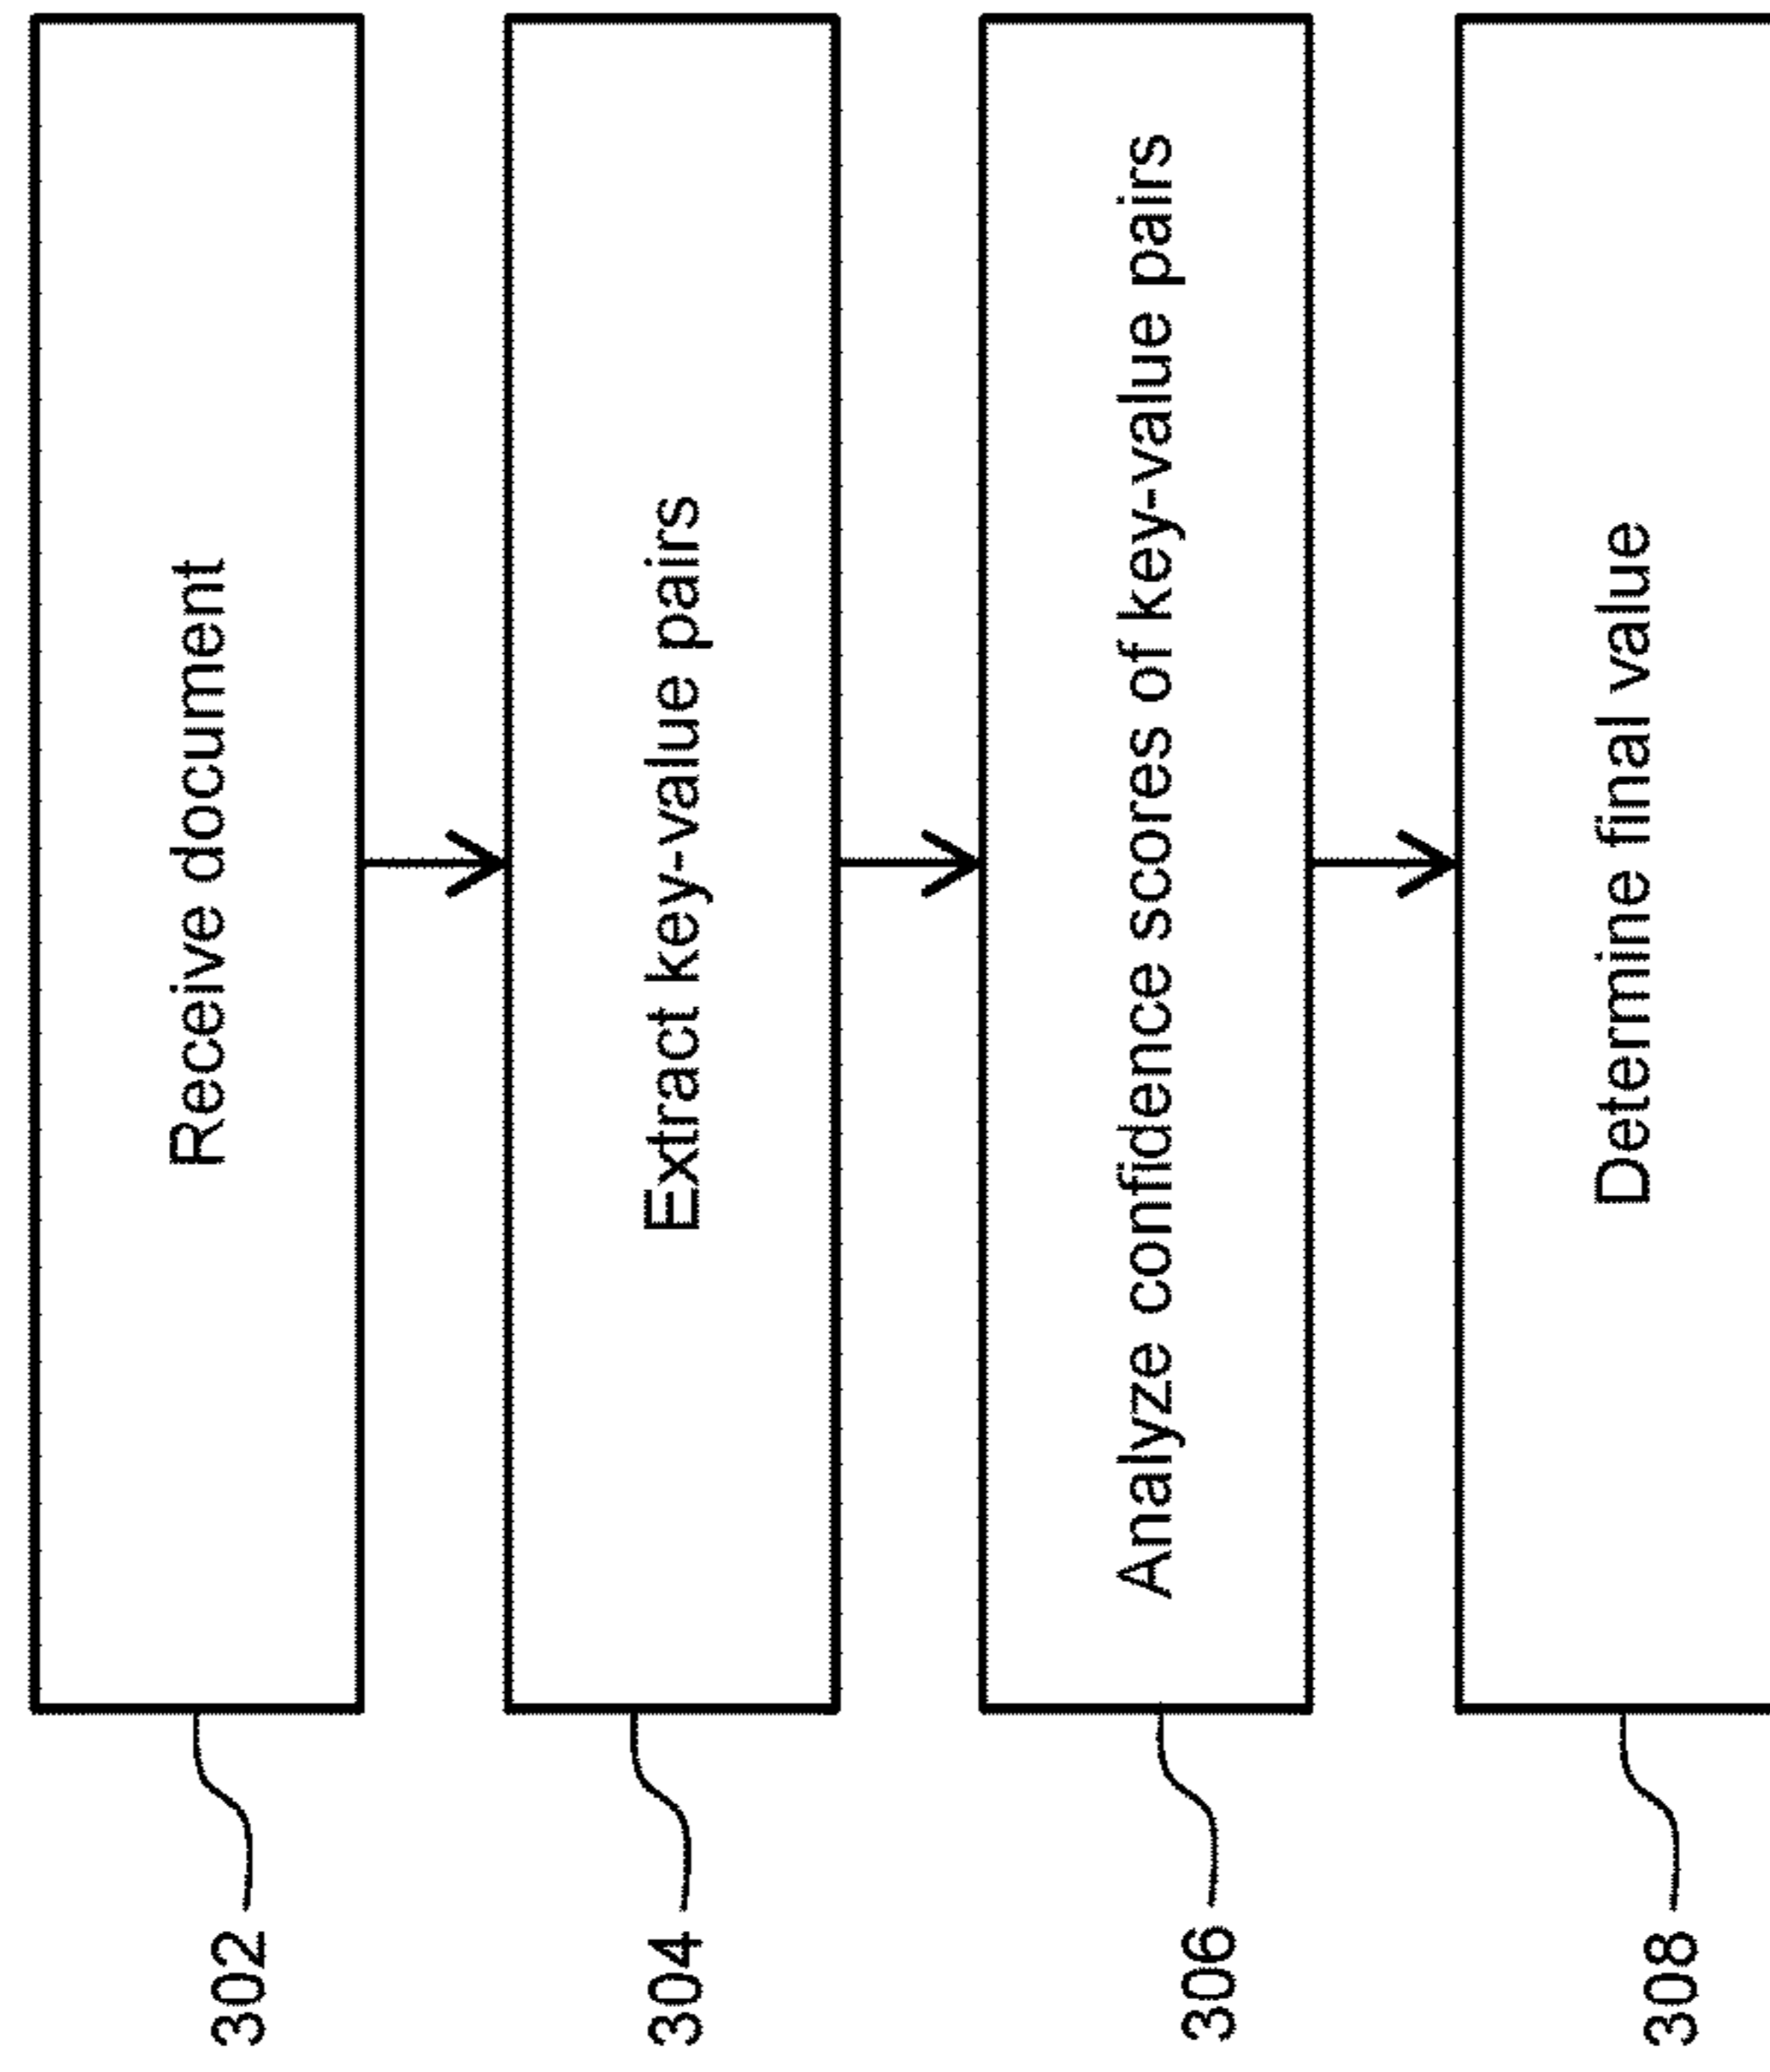 302
Receive document
304
Extract key-value pairs
306
Analyze confidence scores of key-value pairs
308
Determine final value